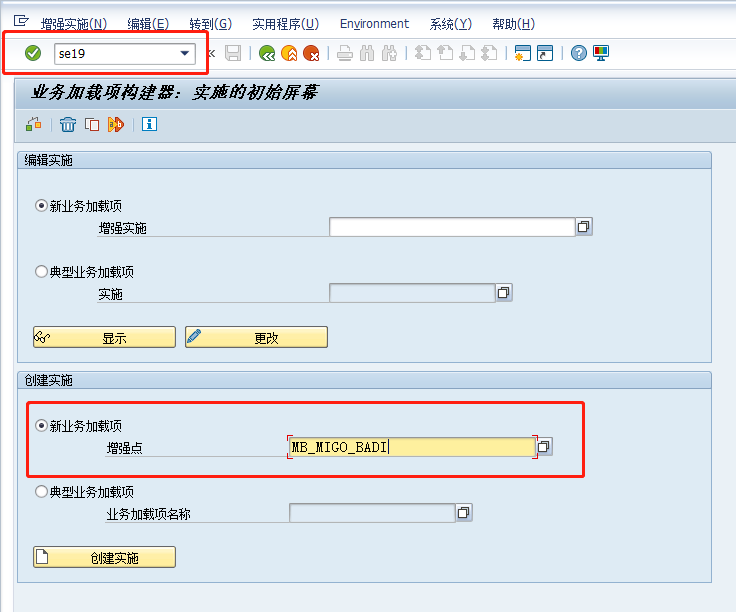 增强实施(N) 编辑(E) 转到(G) 实用程序(U) Environment 系统(Y) 帮助(H)
se19
业务加载项构建器: 实施的初始屏幕
编辑实施
新业务加载项
增强实施
典型业务加载项
实施
显示 更改
创建实施
新业务加载项
增强点 MB_MIGO_BADI
典型业务加载项
业务加载项名称
创建实施